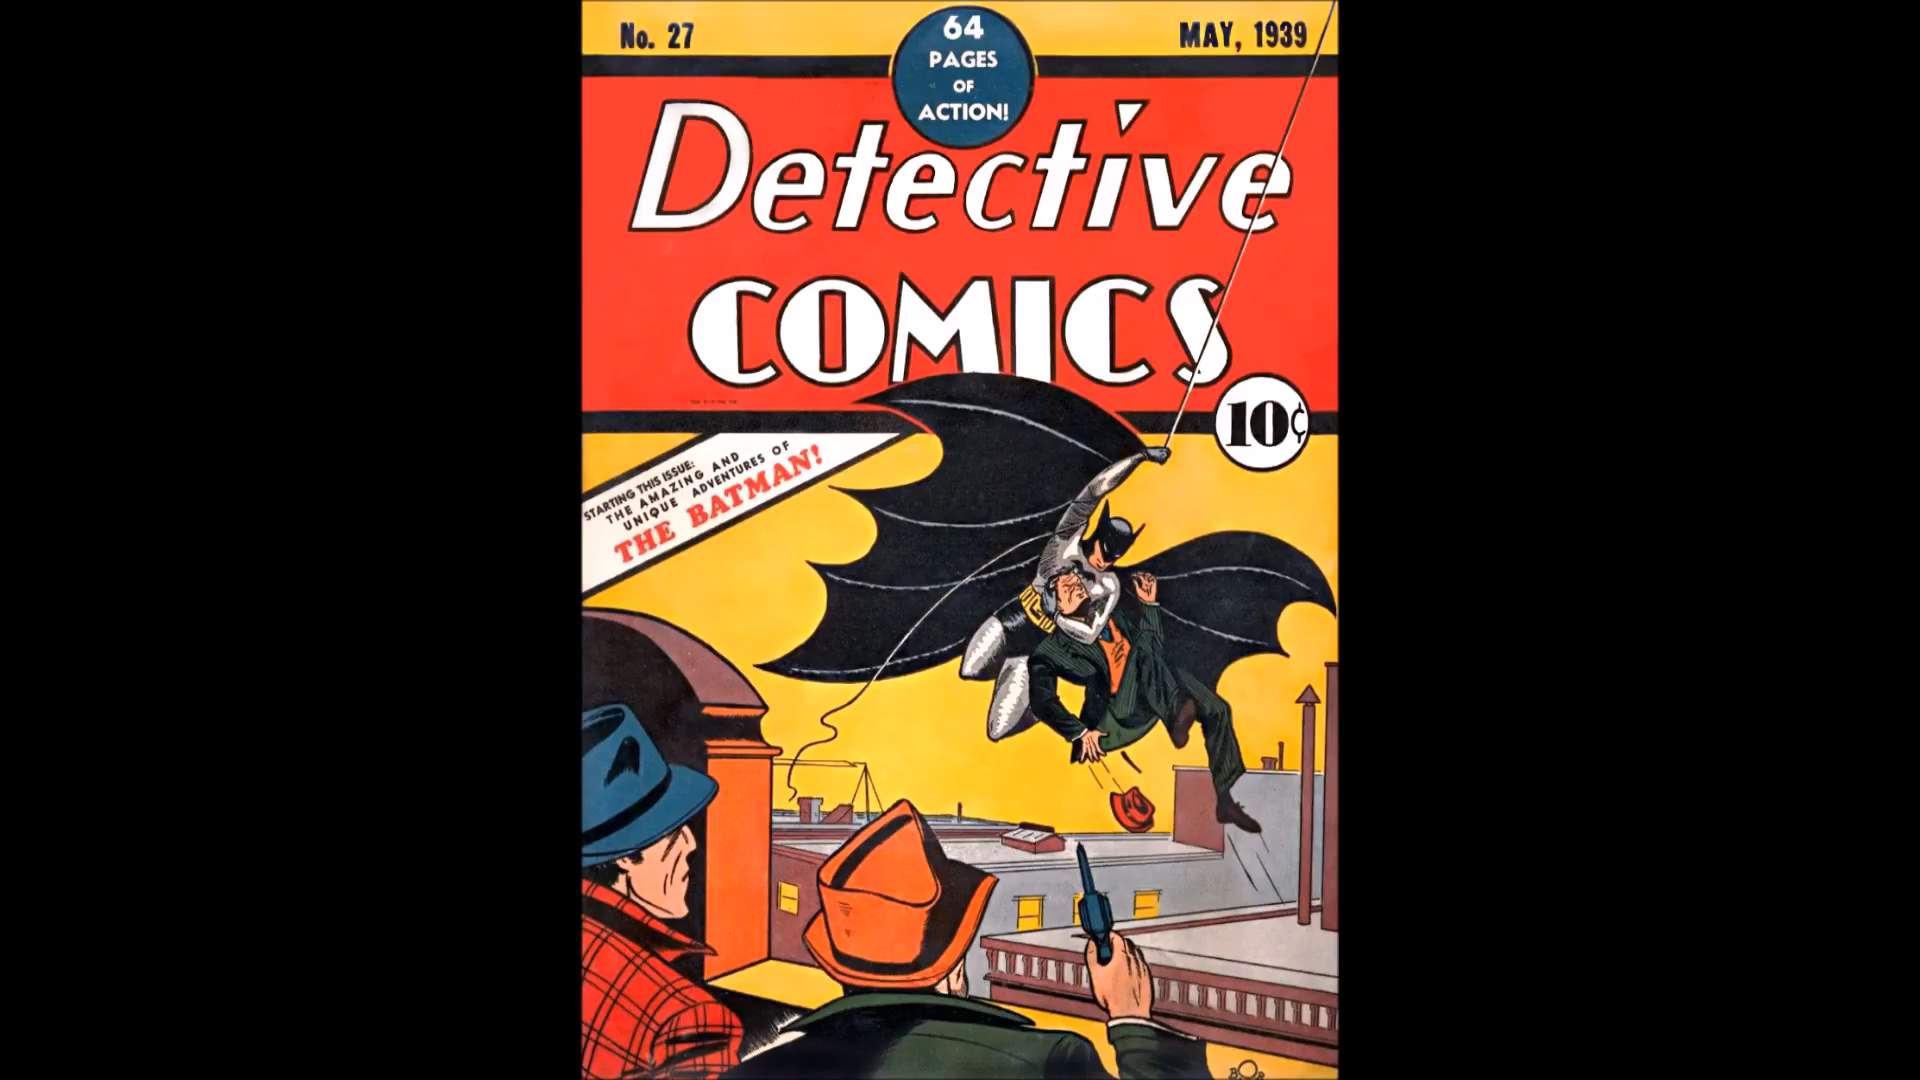 No. 27
64
PAGES
OF
ACTION!
MAY, 1939
Detective
COMICS
10¢
STARTING THIS ISSUE:
THE AMAZING AND
UNIQUE ADVENTURES OF
THE BATMAN!